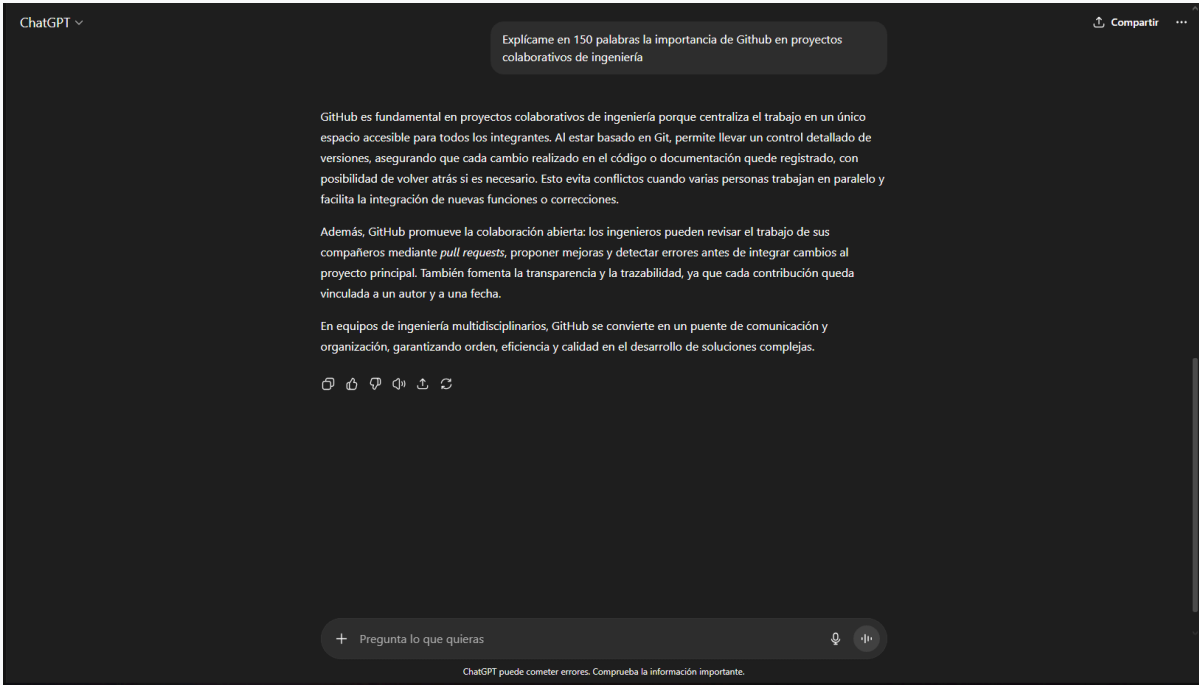 ChatGPT
Compartir
Explícame en 150 palabras la importancia de Github en proyectos
colaborativos de ingeniería
GitHub es fundamental en proyectos colaborativos de ingeniería porque centraliza el trabajo en un único
espacio accesible para todos los integrantes. Al estar basado en Git, permite llevar un control detallado de
versiones, asegurando que cada cambio realizado en el código o documentación quede registrado, con
posibilidad de volver atrás si es necesario. Esto evita conflictos cuando varias personas trabajan en paralelo y
facilita la integración de nuevas funciones o correcciones.
Además, GitHub promueve la colaboración abierta: los ingenieros pueden revisar el trabajo de sus
compañeros mediante pull requests, proponer mejoras y detectar errores antes de integrar cambios al
proyecto principal. También fomenta la transparencia y la trazabilidad, ya que cada contribución queda
vinculada a un autor y a una fecha.
En equipos de ingeniería multidisciplinarios, GitHub se convierte en un puente de comunicación y
organización, garantizando orden, eficiencia y calidad en el desarrollo de soluciones complejas.
Pregunta lo que quieras
ChatGPT puede cometer errores. Comprueba la información importante.